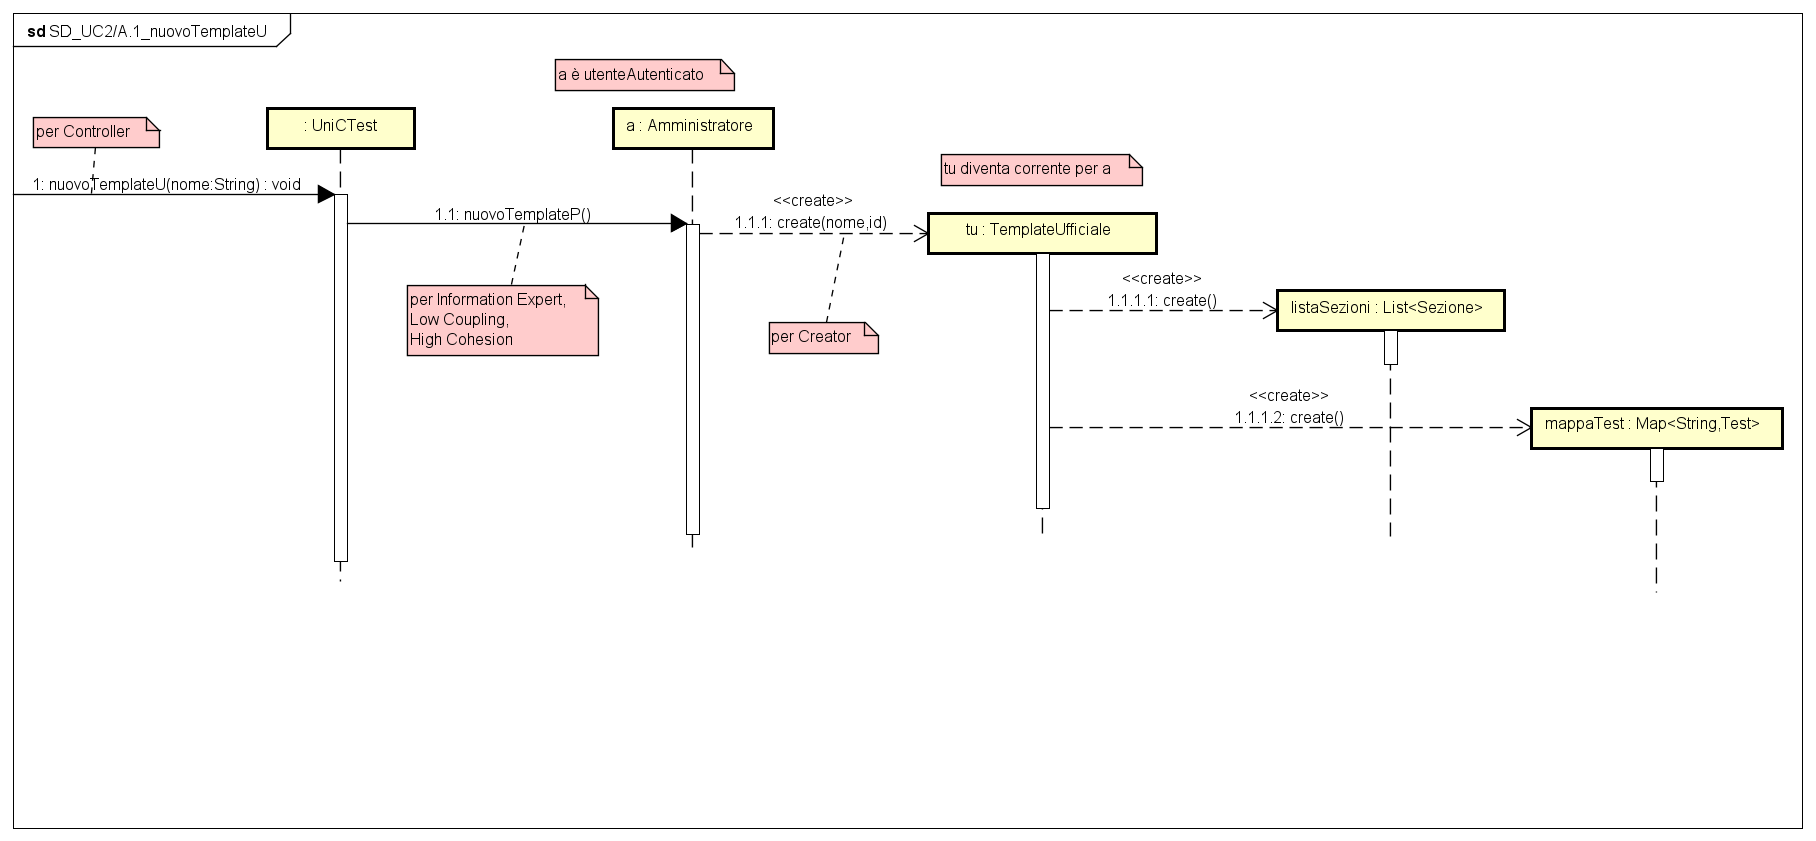 sd SD_UC2/A.1_nuovoTemplateU
a è utenteAutenticato
per Controller
: UniCTest
a : Amministratore
tu diventa corrente per a
1: nuovoTemplateU(nome:String) : void
1.1: nuovoTemplateP()
<<create>>
1.1.1: create(nome,id)
tu : TemplateUfficiale
per Information Expert,
Low Coupling,
High Cohesion
per Creator
<<create>>
1.1.1.1: create()
listaSezioni : List<Sezione>
<<create>>
1.1.1.2: create()
mappaTest : Map<String,Test>